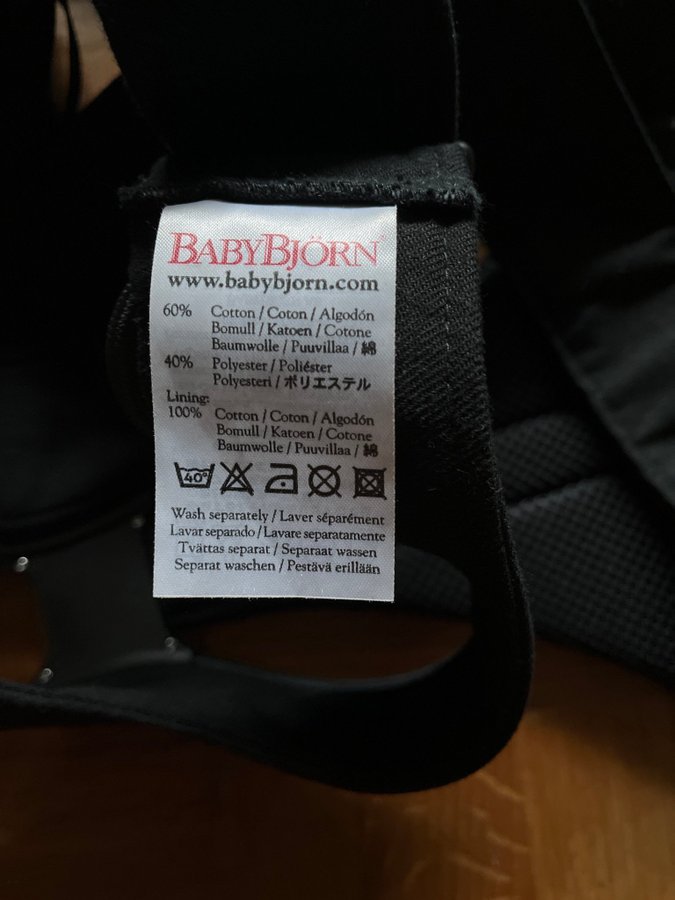 BABYBJÖRN®
www.babybjorn.com
60% Cotton / Coton / Algodón
Bomull / Katoen / Cotone
Baumwolle / Puuvillaa / 綿
40% Polyester / Poliéster
Polyesteri / ポリエステル
Lining:
100% Cotton / Coton / Algodón
Bomull / Katoen / Cotone
Baumwolle / Puuvillaa / 綿
40°
Wash separately / Laver séparément
Lavar separado / Lavare separatamente
Tvättas separat / Separaat wassen
Separat waschen / Pestävä erillään